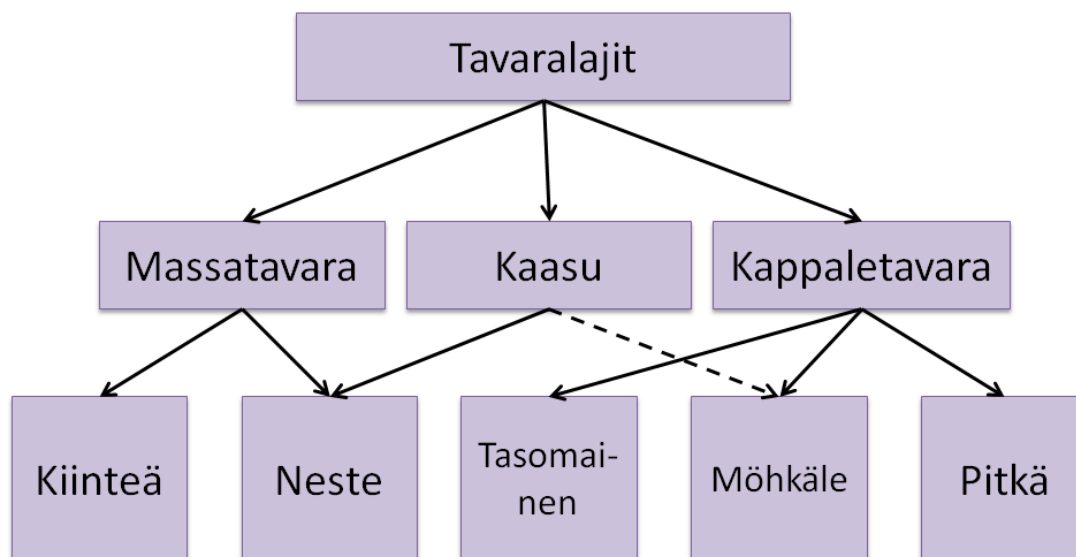 Tavaralajit
Massatavara
Kaasu
Kappaletavara
Kiinteä
Neste
Tasomai-
nen
Möhkäle
Pitkä